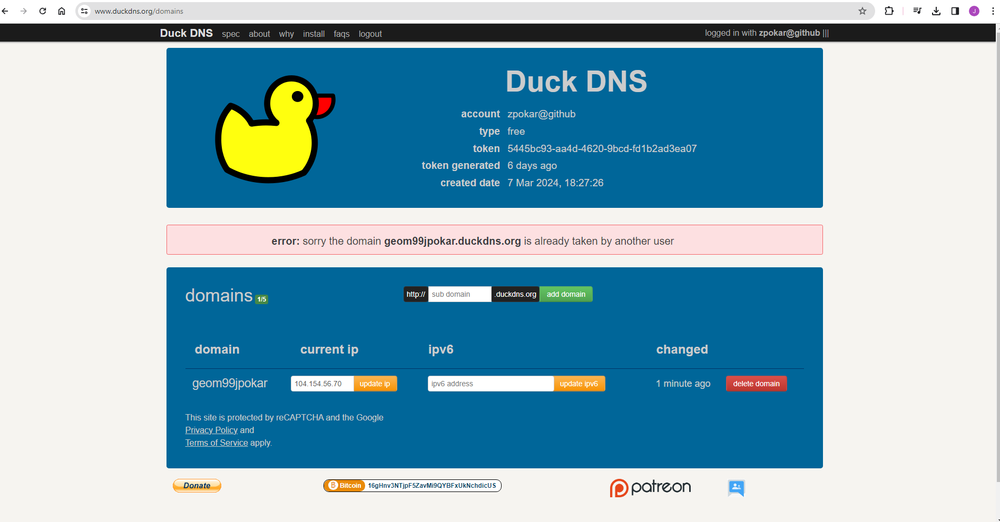 www.duckdns.org/domains
J
Duck DNS spec about why install faqs logout logged in with zpokar@github |||
Duck DNS
account zpokar@github
type free
token 5445bc93-aa4d-4620-9bcd-fd1b2ad3ea07
token generated 6 days ago
created date 7 Mar 2024, 18:27:26
error: sorry the domain geom99jpokar.duckdns.org is already taken by another user
domains 1/5 http:// sub domain .duckdns.org add domain
domain current ip ipv6 changed
geom99jpokar 104.154.56.70 update ip ipv6 address update ipv6 1 minute ago delete domain
This site is protected by reCAPTCHA and the Google
Privacy Policy and
Terms of Service apply.
Donate Bitcoin 16gHnv3NTjpF5ZavMi9QYBFxUkNchdicUS patreon